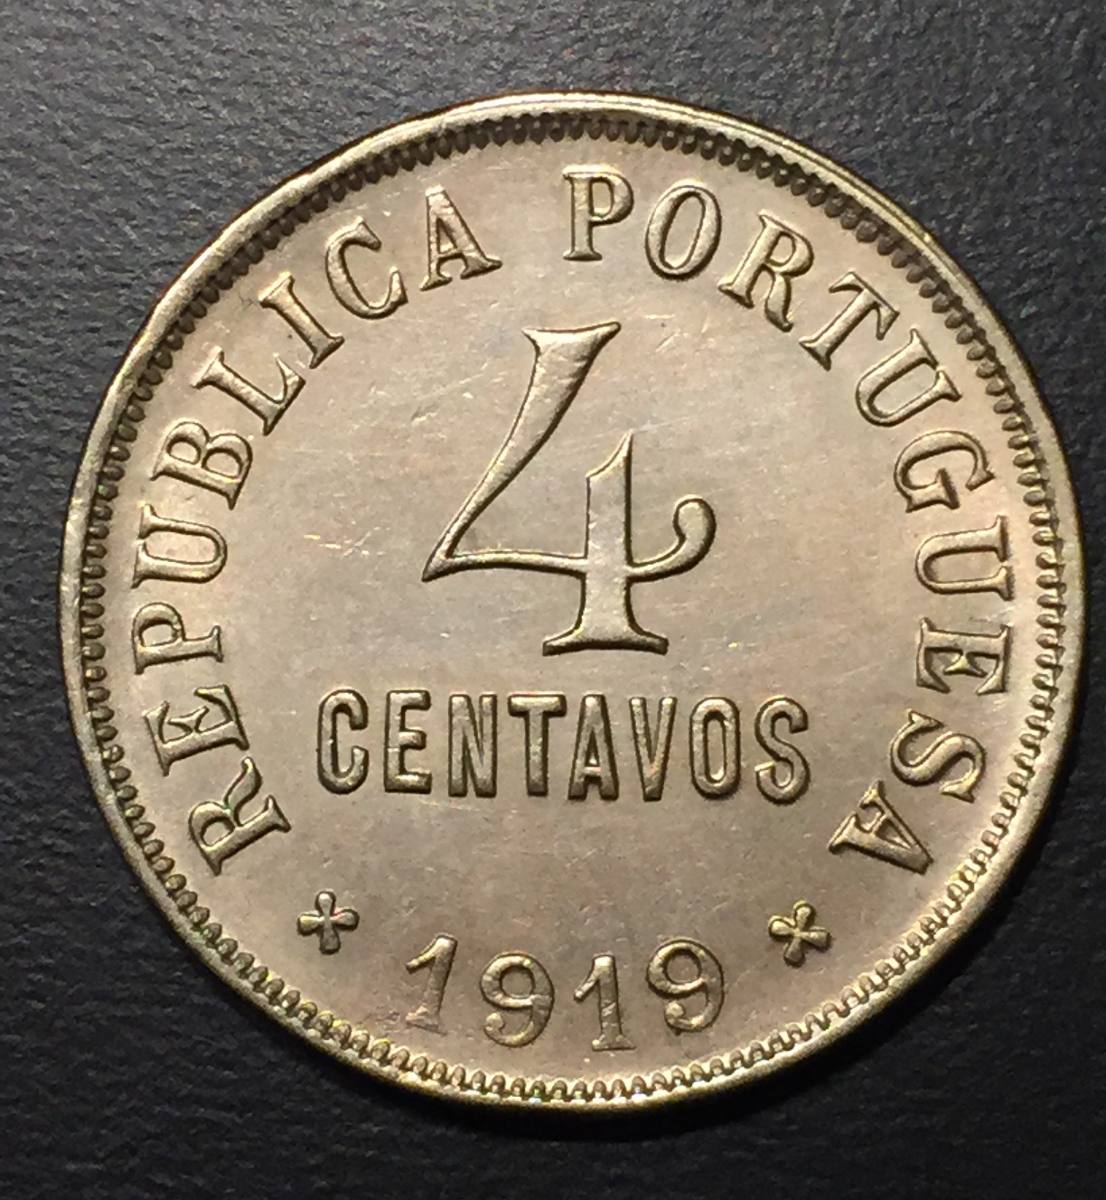 REPUBLICA PORTUGUESA
4
CENTAVOS
1919